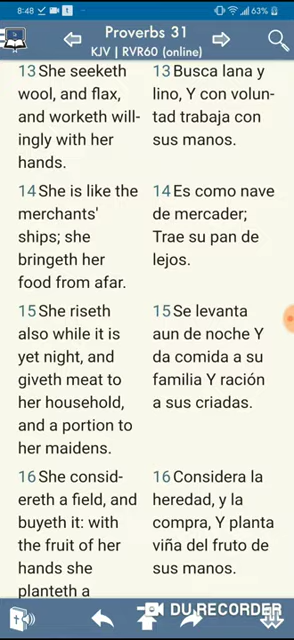 8:48
63%
Proverbs 31
KJV | RVR60 (online)
13 She seeketh
wool, and flax,
and worketh will-
ingly with her
hands.
14 She is like the
merchants'
ships; she
bringeth her
food from afar.
15 She riseth
also while it is
yet night, and
giveth meat to
her household,
and a portion to
her maidens.
16 She consid-
ereth a field, and
buyeth it: with
the fruit of her
hands she
planteth a
13 Busca lana y
lino, Y con volun-
tad trabaja con
sus manos.
14 Es como nave
de mercader;
Trae su pan de
lejos.
15 Se levanta
aun de noche Y
da comida a su
familia Y ración
a sus criadas.
16 Considera la
heredad, y la
compra, Y planta
viña del fruto de
sus manos.
DU RECORDER